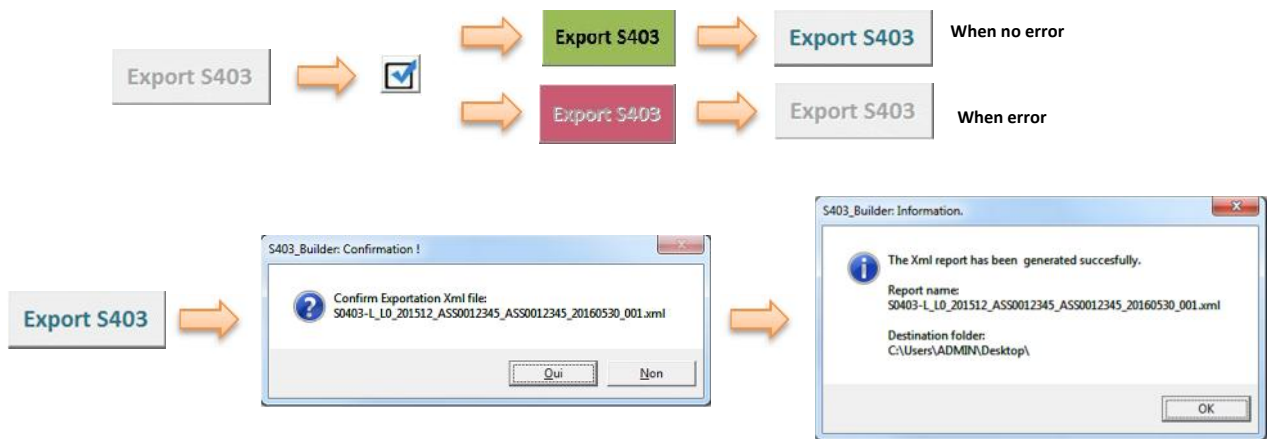 Export S403
Export S403
Export S403
When no error
Export S403
Export S403
When error
Export S403
S403_Builder: Confirmation !
Confirm Exportation Xml file:
S0403-L_L0_201512_ASS0012345_ASS0012345_20160530_001.xml
Oui
Non
S403_Builder: Information.
The Xml report has been generated succesfully.
Report name:
S0403-L_L0_201512_ASS0012345_ASS0012345_20160530_001.xml
Destination folder:
C:\Users\ADMIN\Desktop\
OK